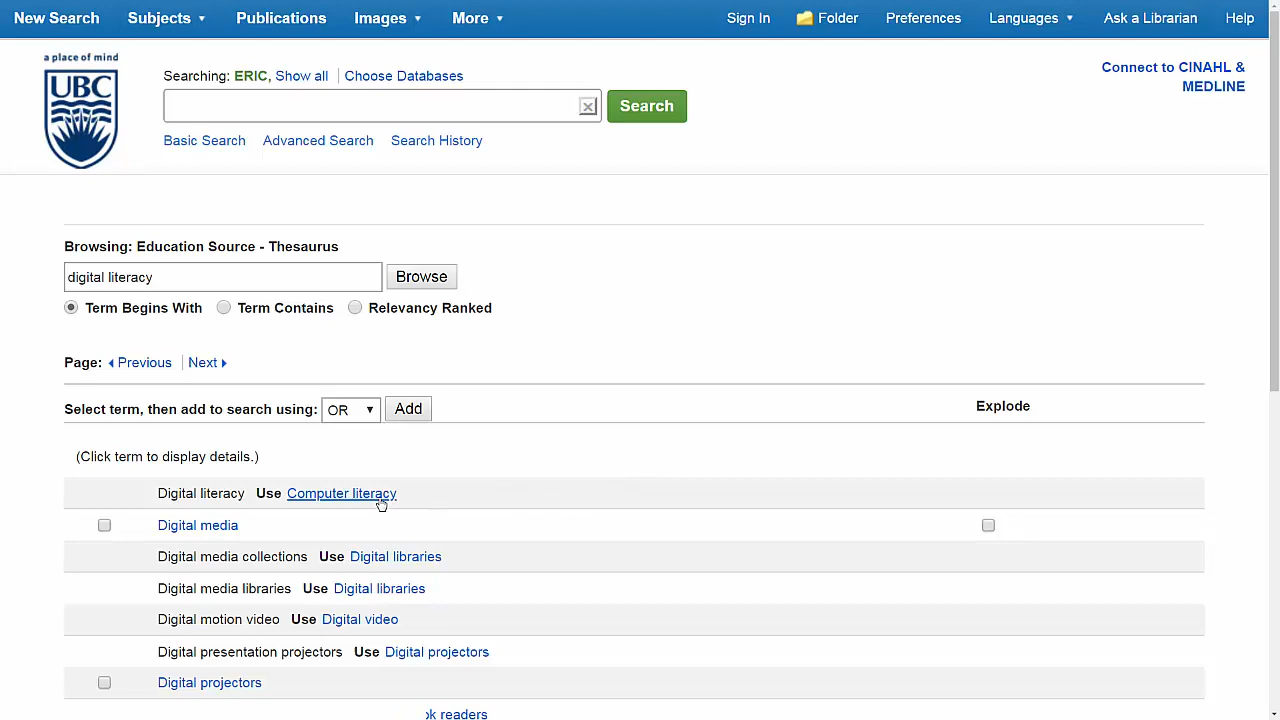 New Search Subjects Publications Images More Sign In Folder Preferences Languages Ask a Librarian Help
a place of mind
UBC
Searching: ERIC, Show all Choose Databases
Connect to CINAHL &
MEDLINE
Search
Basic Search Advanced Search Search History
Browsing: Education Source - Thesaurus
digital literacy Browse
Term Begins With Term Contains Relevancy Ranked
Page: Previous Next
Select term, then add to search using: OR Add Explode
(Click term to display details.)
Digital literacy Use Computer literacy
Digital media
Digital media collections Use Digital libraries
Digital media libraries Use Digital libraries
Digital motion video Use Digital video
Digital presentation projectors Use Digital projectors
Digital projectors
readers